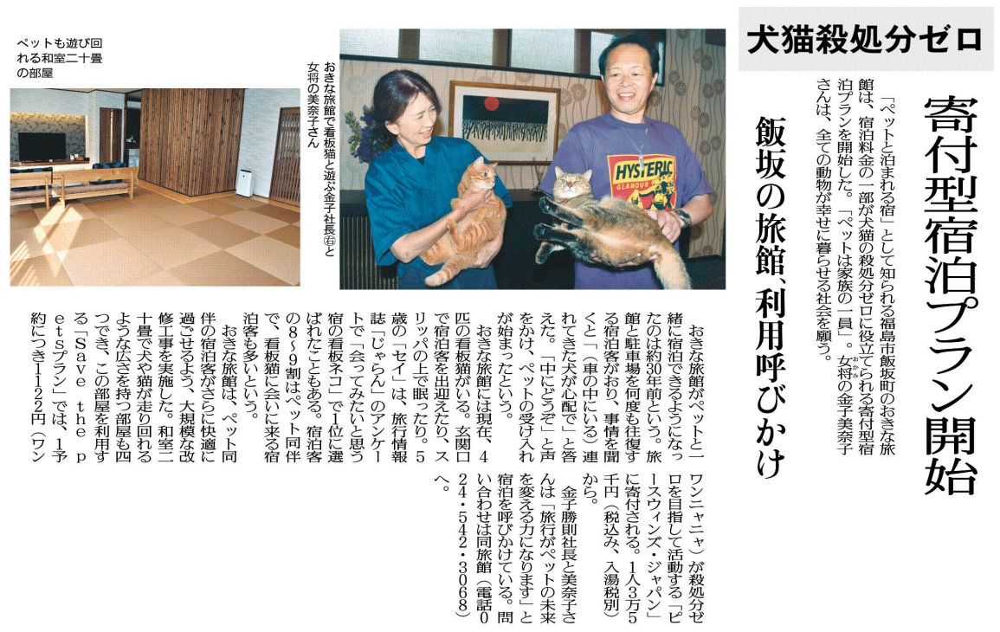 犬猫殺処分ゼロ
寄付型宿泊プラン開始
飯坂の旅館、利用呼びかけ
「ペットと泊まれる宿」として知られる福島市飯坂町のおきな旅
館は、宿泊料金の一部が犬猫の殺処分ゼロに役立てられる寄付型宿
泊プランを開始した。「ペットは家族の一員」。女将の金子美奈子
さんは、全ての動物が幸せに暮らせる社会を願う。
おかみ
HYSTERIC
GLAMOUR
おきな旅館で看板猫と遊ぶ金子社長㊨と
女将の美奈子さん
ペットも遊び回
れる和室二十畳
の部屋
おきな旅館がペットと一
緒に宿泊できるようになっ
たのは約30年前という。旅
館と駐車場を何度も往復す
る宿泊客がおり、事情を聞
くと「(車の中にいる)連
れてきた犬が心配で」と答
えた。「中にどうぞ」と声
をかけ、ペットの受け入れ
が始まったという。
おきな旅館には現在、4
匹の看板猫がいる。玄関口
で宿泊客を出迎えたり、ス
リッパの上で眠ったり。5
歳の「セイ」は、旅行情報
誌「じゃらん」のアンケー
トで「会ってみたいと思う
宿の看板ネコ」で1位に選
ばれたこともある。宿泊客
の8〜9割はペット同伴
で、看板猫に会いに来る宿
泊客も多いという。
おきな旅館は、ペット同
伴の宿泊客がさらに快適に
過ごせるよう、大規模な改
修工事を実施した。和室二
十畳で犬や猫が走り回れる
ような広さを持つ部屋も四
つでき、この部屋を利用す
る「Save the p
etsプラン」では、1予
約につき1122円(ワン
ワンニャニャ)が殺処分ゼ
ロを目指して活動する「ピ
ースウィンズ・ジャパン」
に寄付される。1人3万5
千円(税込み、入湯税別)
から。
金子勝則社長と美奈子さ
んは「旅行がペットの未来
を変える力になります」と
宿泊を呼びかけている。問
い合わせは同旅館(電話0
24・542・3068)
へ。